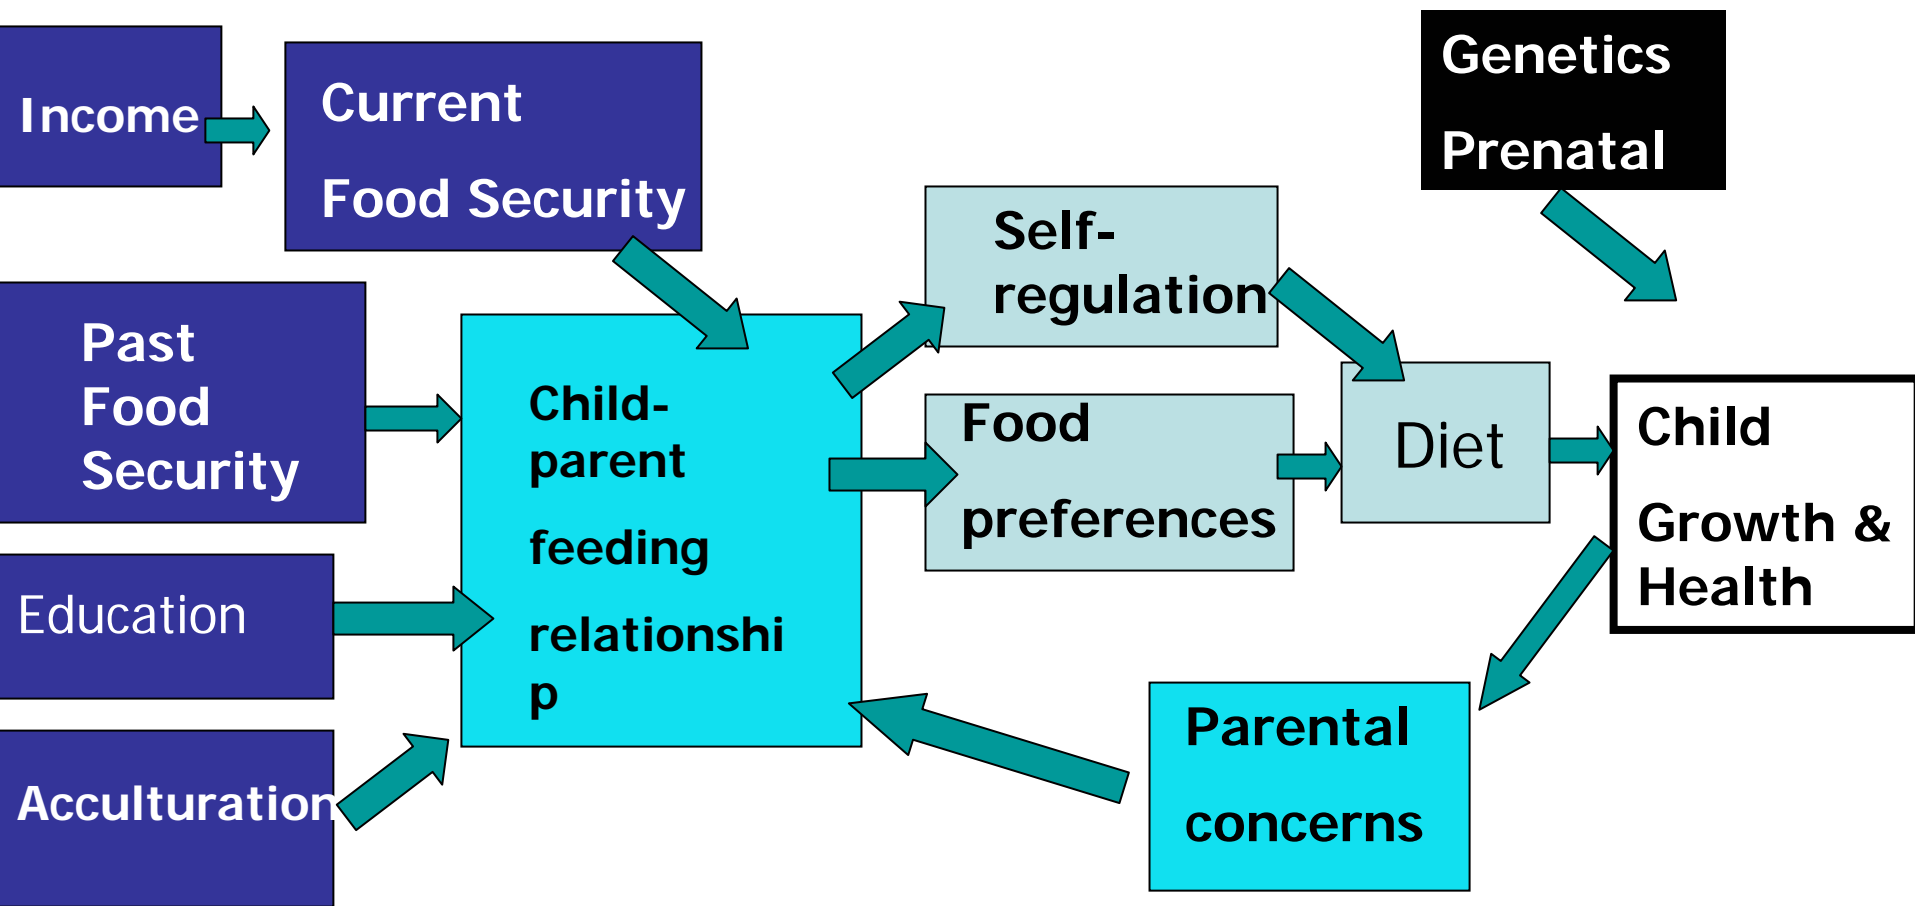 Income
Current
Food Security
Genetics
Prenatal
Self-
regulation
Past
Food
Security
Child-
parent
feeding
relationshi
p
Food
preferences
Diet
Child
Growth &
Health
Education
Acculturation
Parental
concerns